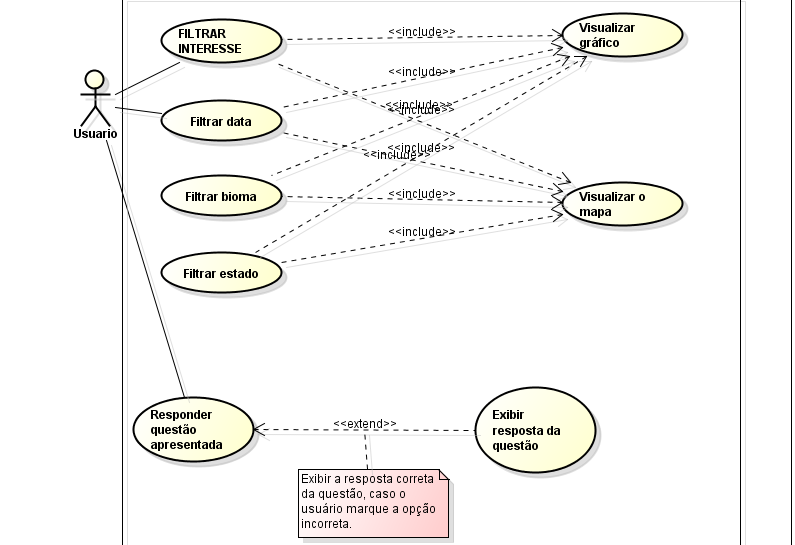 FILTRAR
INTERESSE
<<include>>
Visualizar
gráfico
<<include>>
Usuario
Filtrar data
<<include>>
<<include>>
<<include>>
<<include>>
Filtrar bioma
<<include>>
Visualizar o
mapa
<<include>>
Filtrar estado
Responder
questão
apresentada
<<extend>>
Exibir
resposta da
questão
Exibir a resposta correta
da questão, caso o
usuário marque a opção
incorreta.